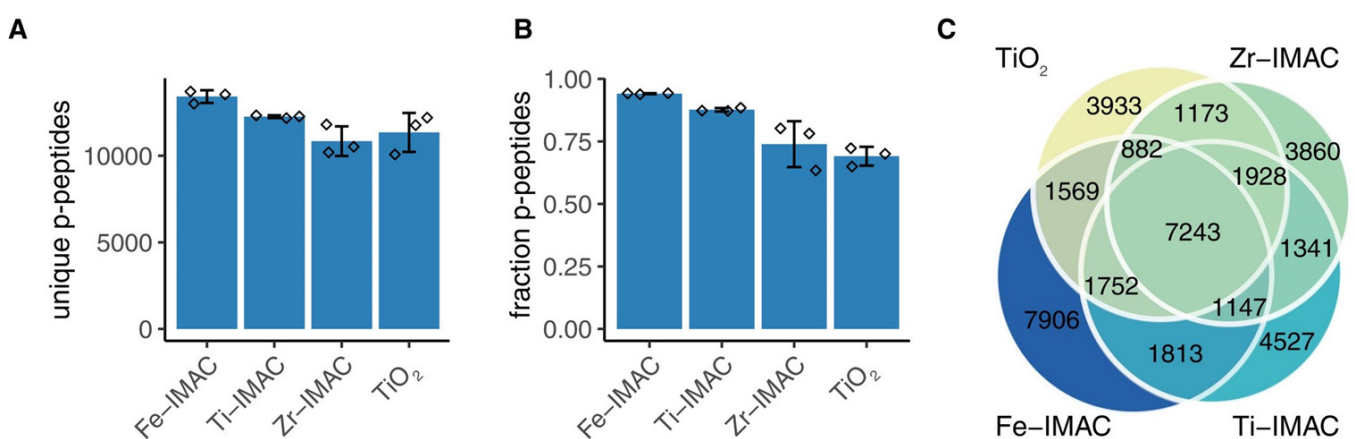 A
unique p-peptides
10000
5000
0
Fe-IMAC
Ti-IMAC
Zr-IMAC
TiO2
B
fraction p-peptides
1.00
0.75
0.50
0.25
0.00
Fe-IMAC
Ti-IMAC
Zr-IMAC
TiO2
C
TiO2
Zr-IMAC
3933
1173
882
3860
1928
1569
7243
1341
1752
1147
7906
1813
4527
Fe-IMAC
Ti-IMAC